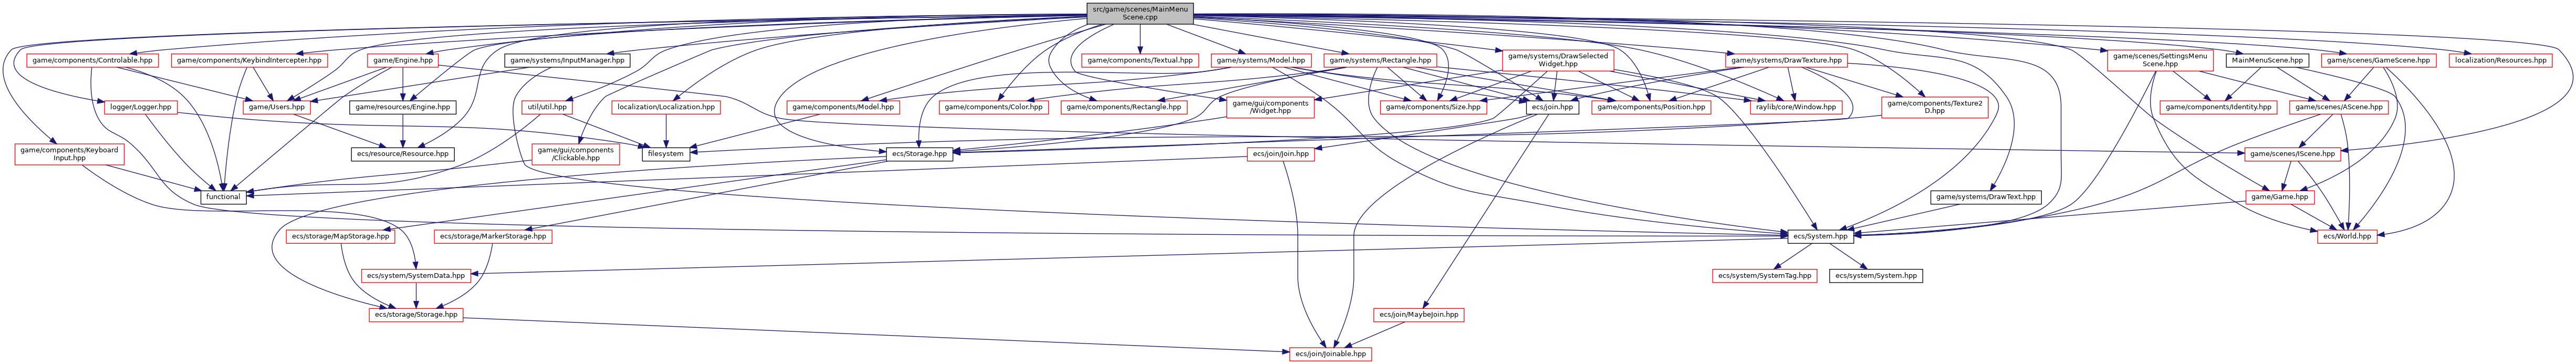 src/game/scenes/MainMenu
Scene.cpp
game/components/Controlable.hpp
game/components/KeybindIntercepter.hpp
game/Engine.hpp
game/systems/InputManager.hpp
game/components/Textual.hpp
game/systems/Model.hpp
game/systems/Rectangle.hpp
game/systems/DrawSelected
Widget.hpp
game/systems/DrawTexture.hpp
game/scenes/SettingsMenu
Scene.hpp
MainMenuScene.hpp
game/scenes/GameScene.hpp
localization/Resources.hpp
logger/Logger.hpp
game/Users.hpp
game/resources/Engine.hpp
util/util.hpp
localization/Localization.hpp
game/components/Model.hpp
game/components/Color.hpp
game/components/Rectangle.hpp
game/gui/components
/Widget.hpp
game/components/Size.hpp
ecs/join.hpp
game/components/Position.hpp
raylib/core/Window.hpp
game/components/Texture2
D.hpp
game/components/Identity.hpp
game/scenes/AScene.hpp
game/components/Keyboard
Input.hpp
ecs/resource/Resource.hpp
game/gui/components
/Clickable.hpp
filesystem
ecs/Storage.hpp
ecs/join/Join.hpp
game/scenes/IScene.hpp
functional
game/systems/DrawText.hpp
game/Game.hpp
ecs/storage/MapStorage.hpp
ecs/storage/MarkerStorage.hpp
ecs/System.hpp
ecs/World.hpp
ecs/system/SystemData.hpp
ecs/system/SystemTag.hpp
ecs/system/System.hpp
ecs/storage/Storage.hpp
ecs/join/MaybeJoin.hpp
ecs/join/Joinable.hpp